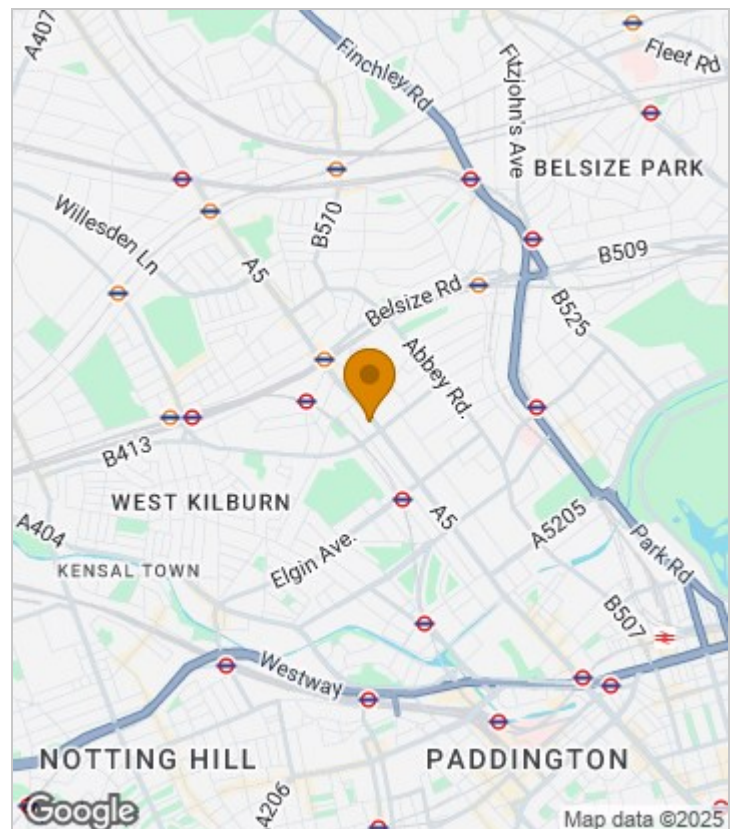 A407
Finchley Rd
Fitzjohn's Ave
Fleet Rd
BELSIZE PARK
Willesden Ln
B510
A5
B509
Belsize Rd
B525
Abbey Rd.
B413
WEST KILBURN
A404
A5
A5205
Elgin Ave.
KENSAL TOWN
Park Rd
B507
Westway
NOTTING HILL
PADDINGTON
A206
Google
Map data ©2025